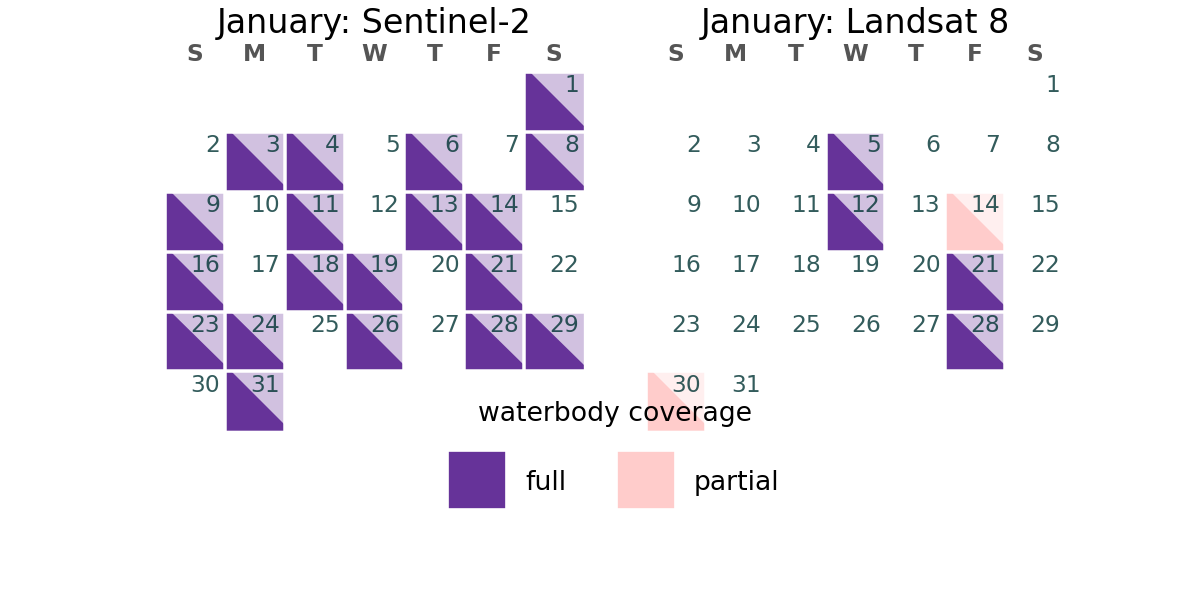 January: Sentinel-2
S M T W T F S
1
2 3 4 5 6 7 8
9 10 11 12 13 14 15
16 17 18 19 20 21 22
23 24 25 26 27 28 29
30 31
January: Landsat 8
S M T W T F S
1
2 3 4 5 6 7 8
9 10 11 12 13 14 15
16 17 18 19 20 21 22
23 24 25 26 27 28 29
30 31
waterbody coverage
full partial